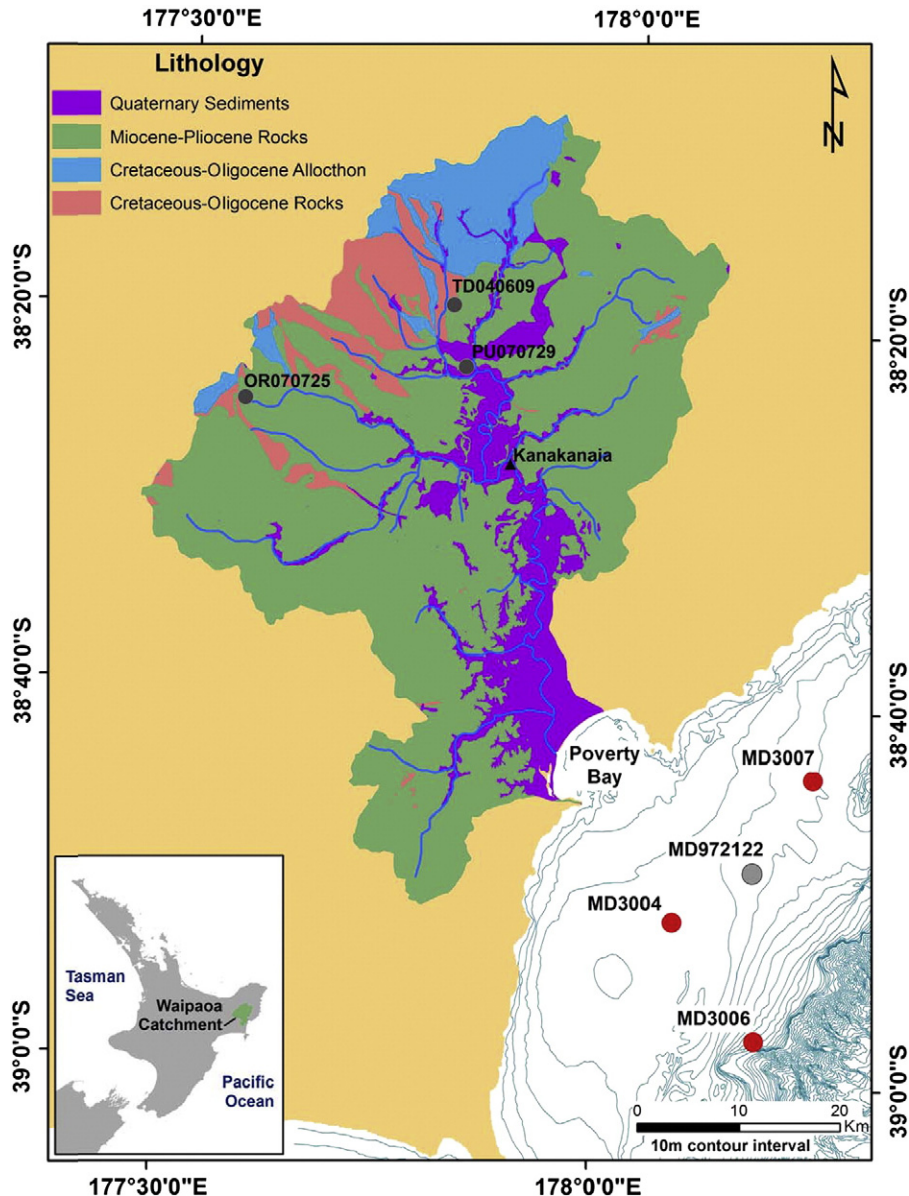 177°30'0"E
178°0'0"E
Lithology
Quaternary Sediments
Miocene-Pliocene Rocks
Cretaceous-Oligocene Allocthon
Cretaceous-Oligocene Rocks
N
38°20'0"S
TD040609
38°20'0"S
PU070729
OR070725
Kanakanaia
38°40'0"S
38°40'0"S
Poverty
Bay
MD3007
MD972122
MD3004
Tasman
Sea
Waipaoa
Catchment
Pacific
Ocean
MD3006
39°0'0"S
39°0'0"S
0 10 20
Km
10m contour interval
177°30'0"E
178°0'0"E